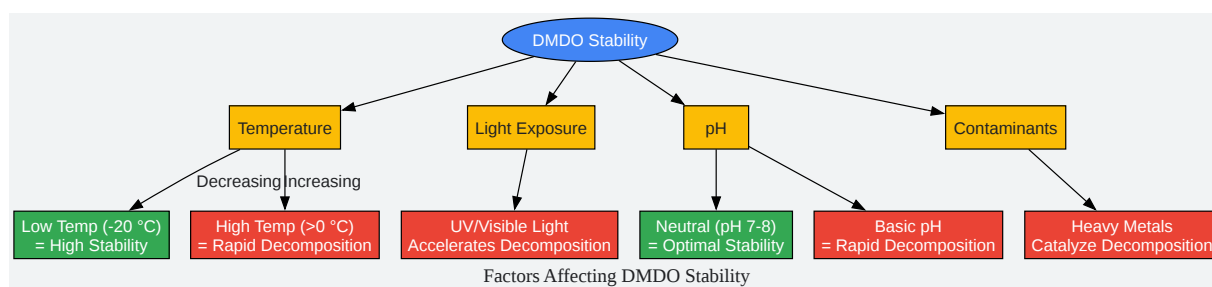 DMDO Stability
Temperature
Light Exposure
pH
Contaminants
Decreasing
Increasing
Low Temp (-20 °C)
= High Stability
High Temp (>0 °C)
= Rapid Decomposition
UV/Visible Light
Accelerates Decomposition
Neutral (pH 7-8)
= Optimal Stability
Basic pH
= Rapid Decomposition
Heavy Metals
Catalyze Decomposition
Factors Affecting DMDO Stability